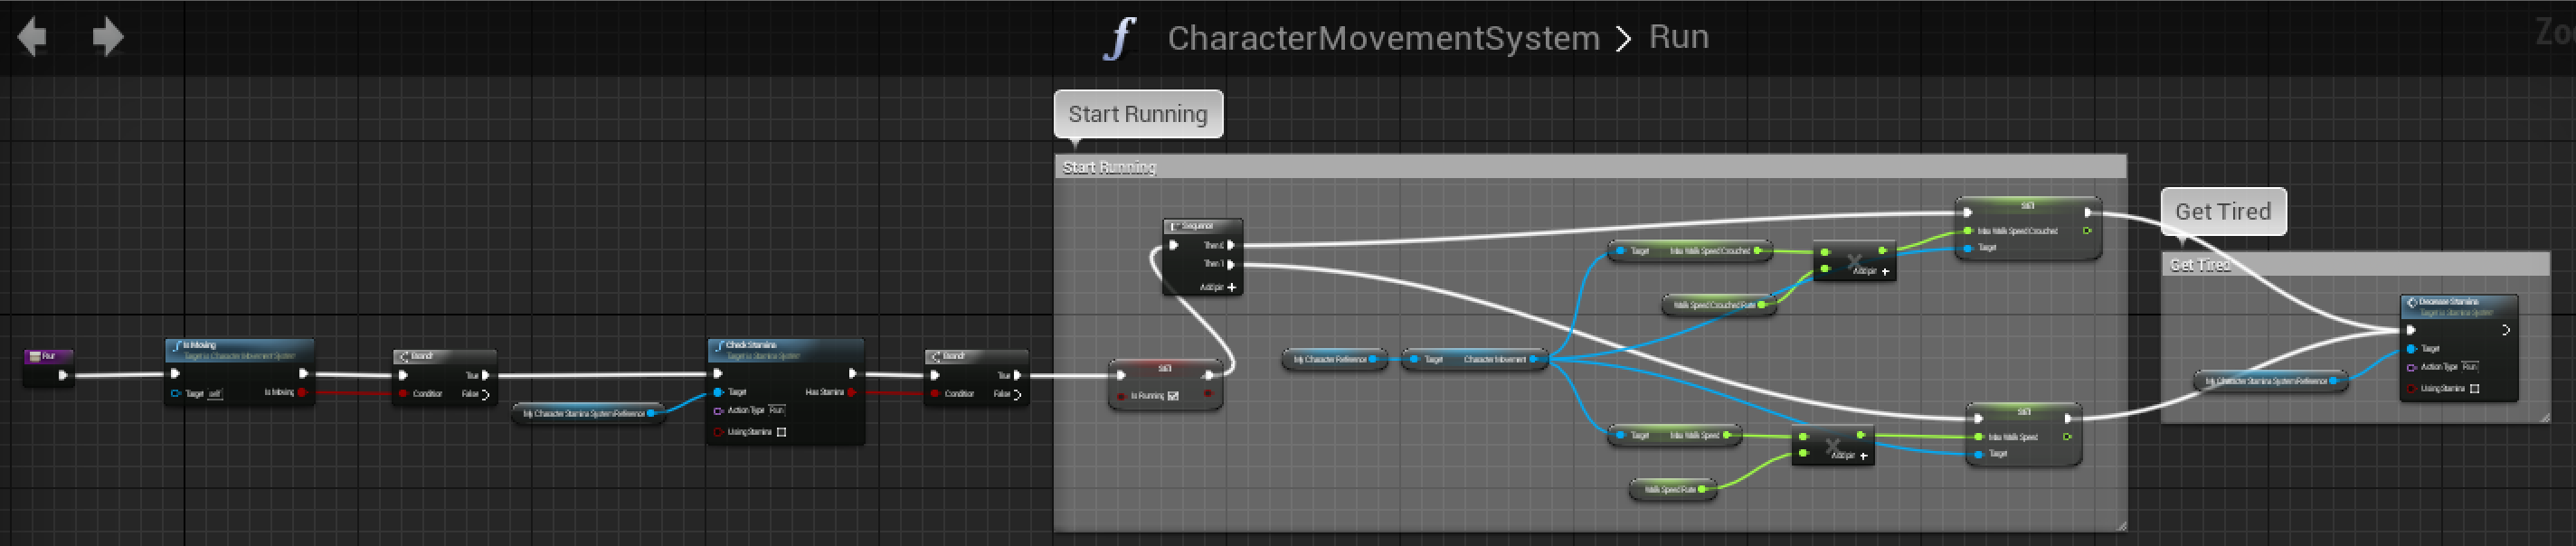 CharacterMovementSystem > Run
Zo
Start Running
Start Running
Get Tired
Get Tired
Sequence
Then 0
Then 1
Add pin +
SET
Max Walk Speed Crouched
Target
Target Max Walk Speed Crouched
Add pin +
Walk Speed Crouched Rate
Decrease Stamina
Target is Stamina System
Target
Action Type Run
Using Stamina
My Character Stamina System Reference
Run
Is Moving
Target is Character Movement System
Target self
Is Moving
Branch
True
Condition
False
My Character Stamina System Reference
Check Stamina
Target is Stamina System
Target
Has Stamina
Action Type Run
Using Stamina
Branch
True
Condition
False
SET
Is Running
My Character Reference
Target Character Movement
Target Max Walk Speed
Add pin +
Walk Speed Rate
SET
Max Walk Speed
Target